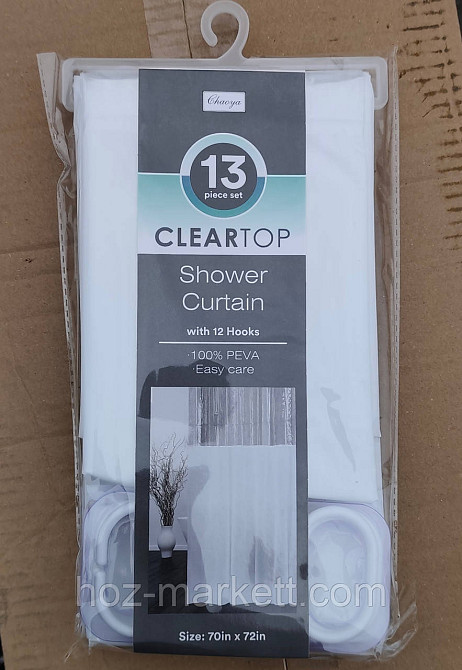 Chaoya
13
piece set
CLEARTOP
Shower
Curtain
with 12 Hooks
·100% PEVA
·Easy care
hoz-markett.com.ua
Size: 70in x 72in